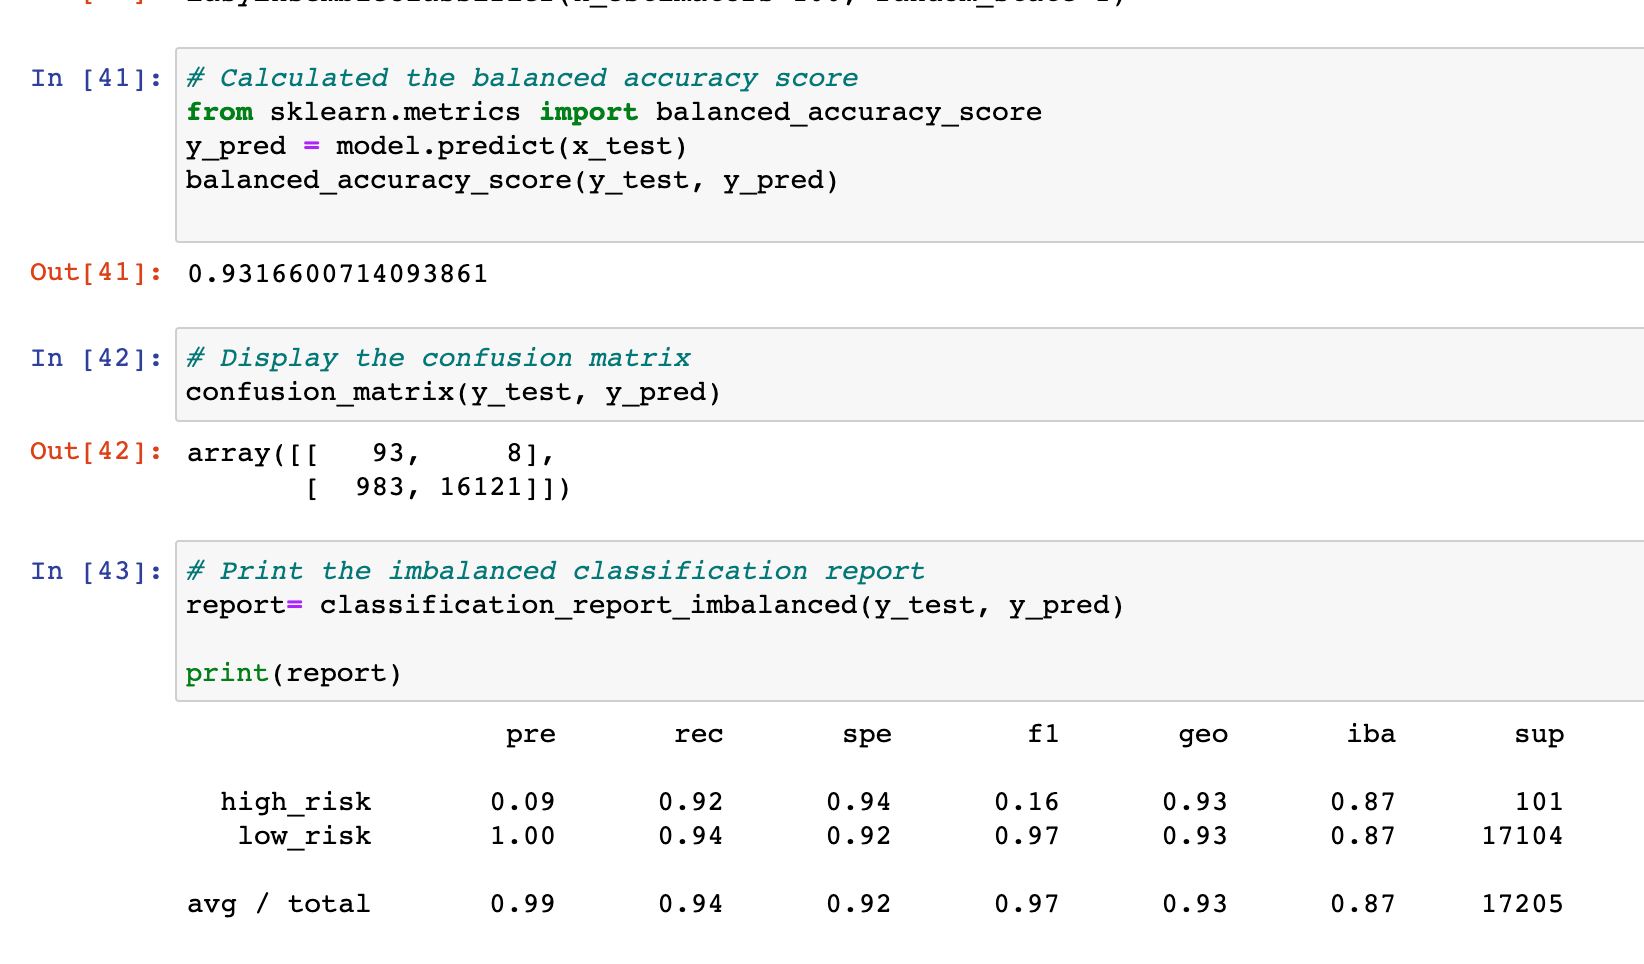 In [41]: # Calculated the balanced accuracy score
from sklearn.metrics import balanced_accuracy_score
y_pred = model.predict(x_test)
balanced_accuracy_score(y_test, y_pred)
Out[41]: 0.9316600714093861
In [42]: # Display the confusion matrix
confusion_matrix(y_test, y_pred)
Out[42]: array([[   93,     8],
       [  983, 16121]])
In [43]: # Print the imbalanced classification report
report= classification_report_imbalanced(y_test, y_pred)
print(report)
pre rec spe f1 geo iba sup
high_risk 0.09 0.92 0.94 0.16 0.93 0.87 101
low_risk 1.00 0.94 0.92 0.97 0.93 0.87 17104
avg / total 0.99 0.94 0.92 0.97 0.93 0.87 17205